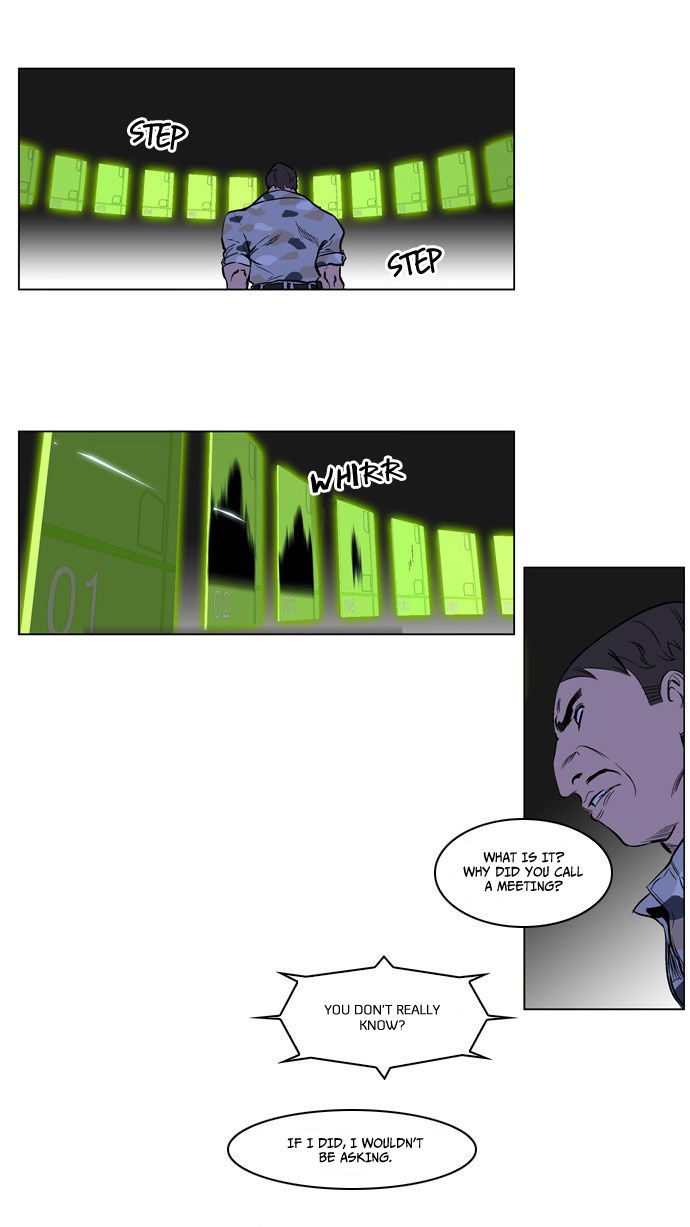 STEP
STEP
WHIRR
01
02
03
04
WHAT IS IT?
WHY DID YOU CALL
A MEETING?
YOU DON'T REALLY
KNOW?
IF I DID, I WOULDN'T
BE ASKING.